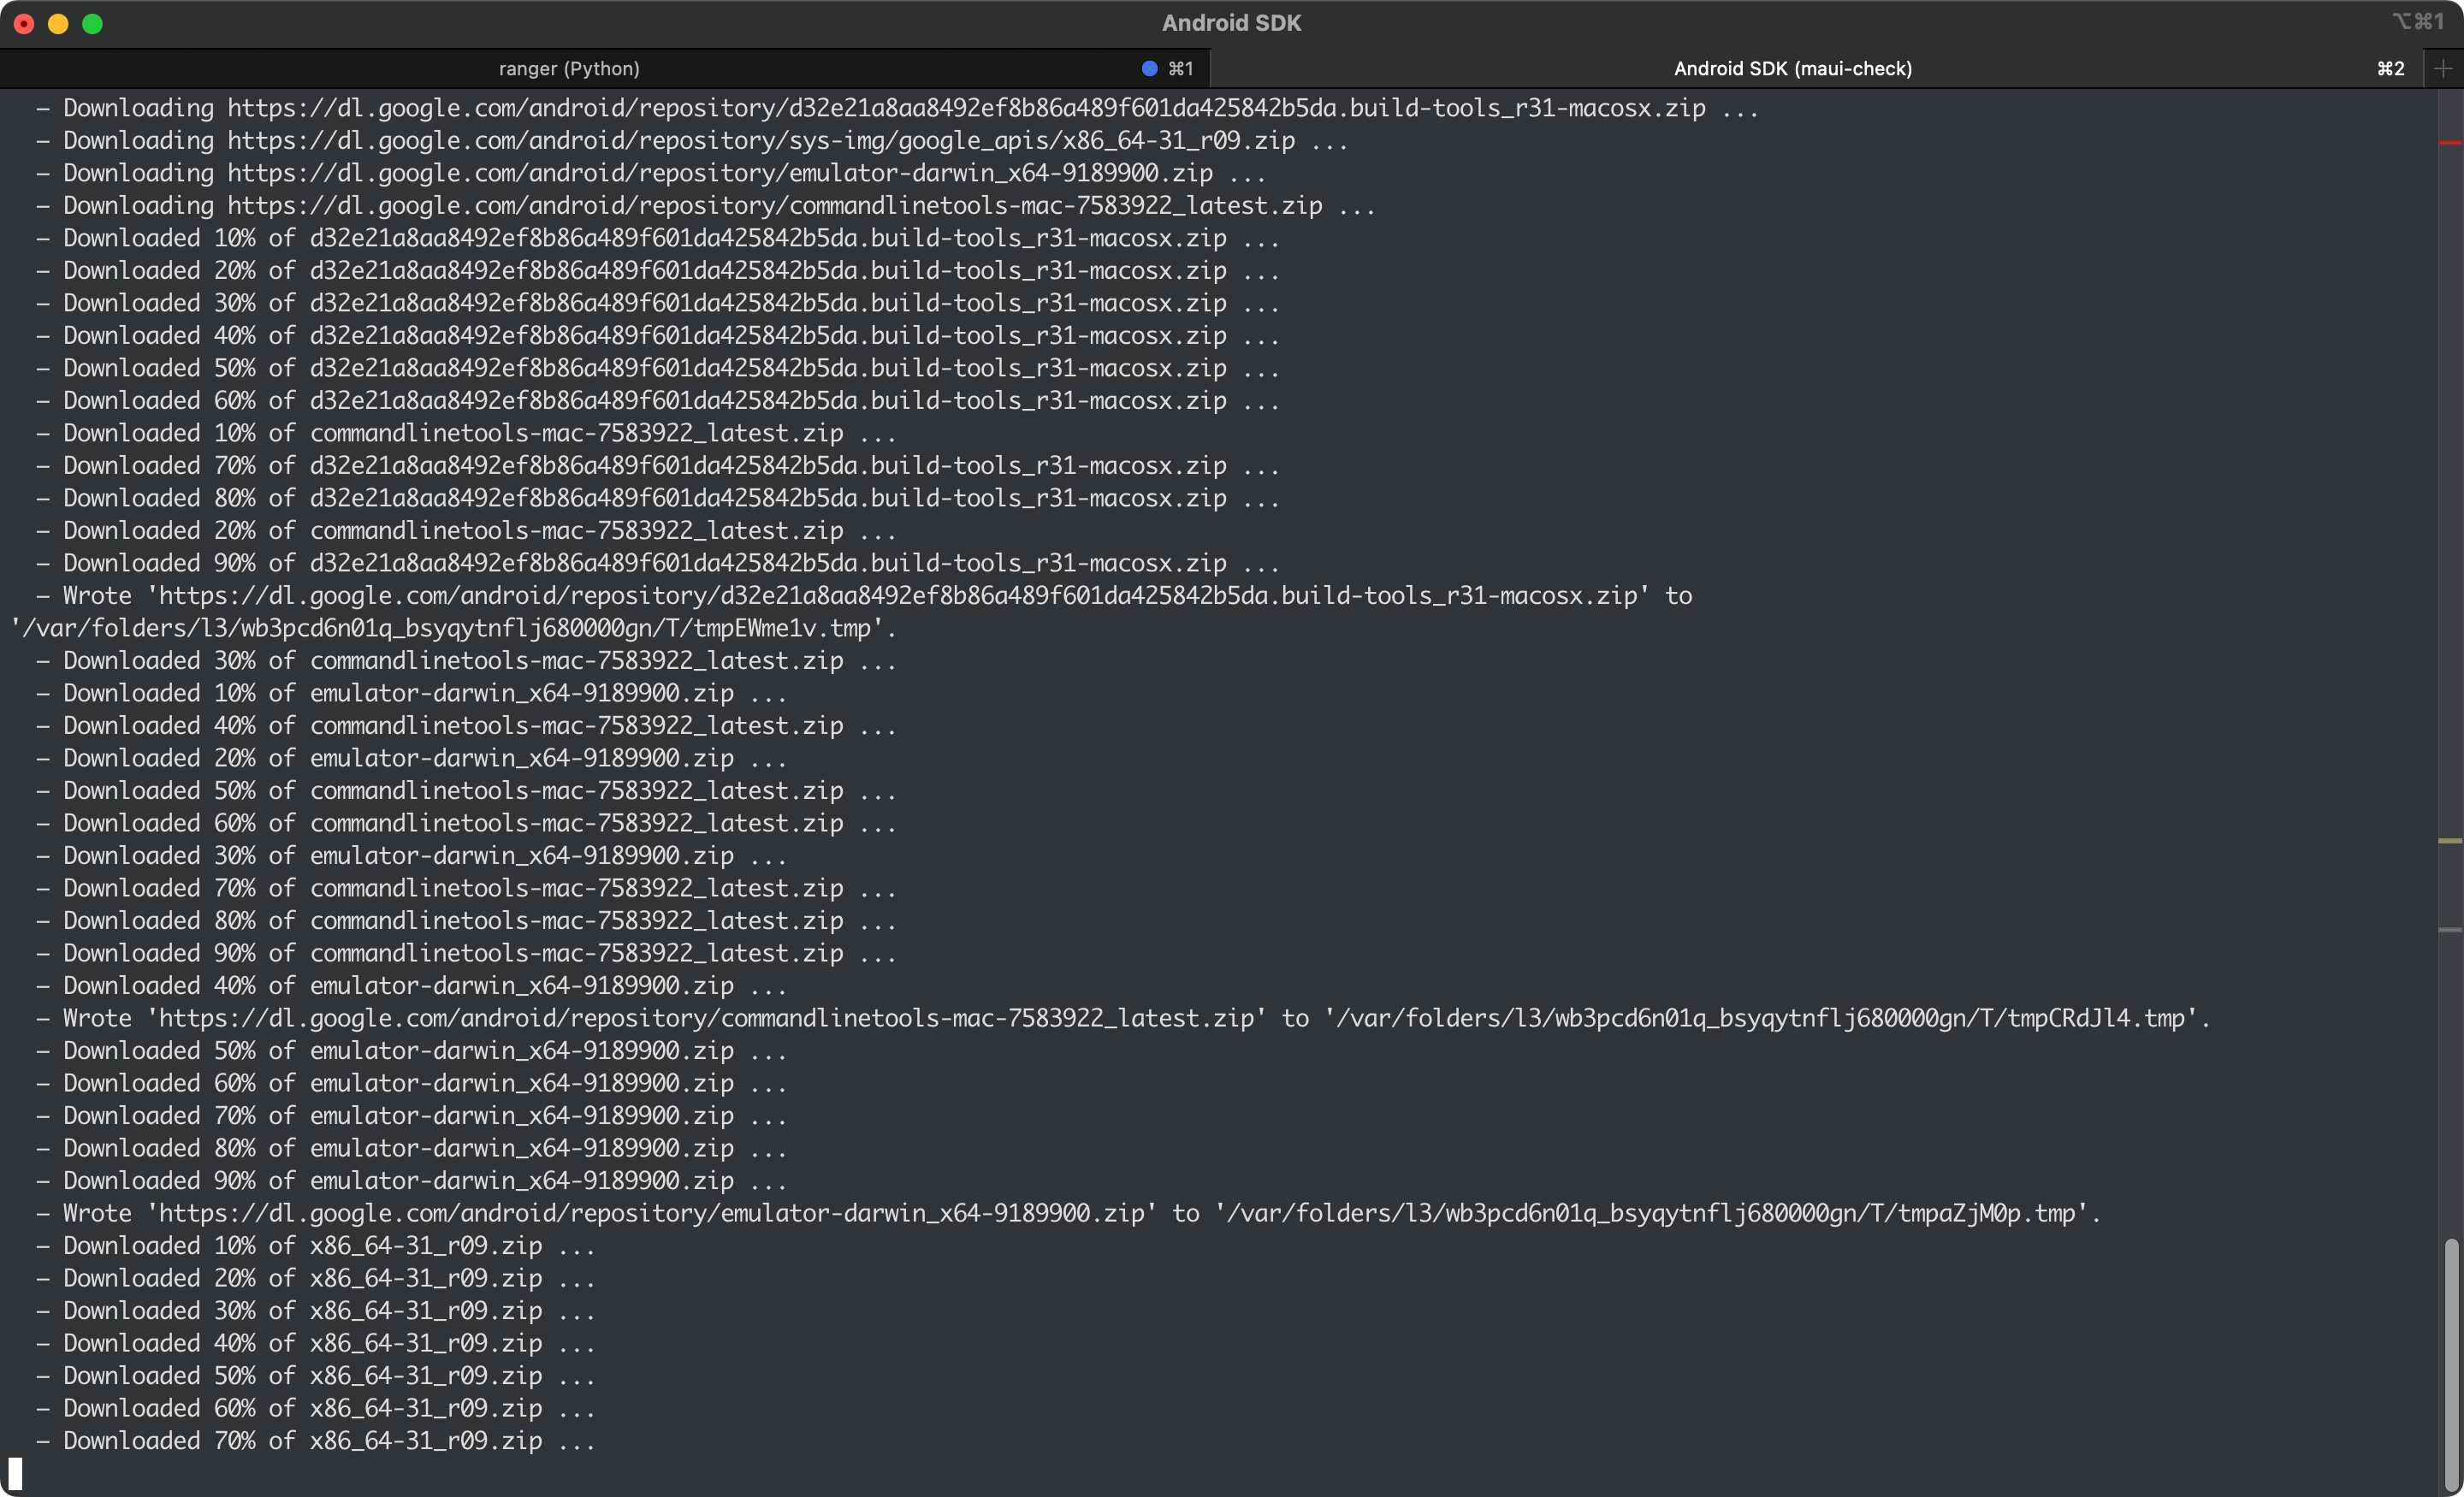 Android SDK
⌥⌘1
ranger (Python)
⌘1
Android SDK (maui-check)
⌘2
– Downloading https://dl.google.com/android/repository/d32e21a8aa8492ef8b86a489f601da425842b5da.build-tools_r31-macosx.zip ...
– Downloading https://dl.google.com/android/repository/sys-img/google_apis/x86_64-31_r09.zip ...
– Downloading https://dl.google.com/android/repository/emulator-darwin_x64-9189900.zip ...
– Downloading https://dl.google.com/android/repository/commandlinetools-mac-7583922_latest.zip ...
– Downloaded 10% of d32e21a8aa8492ef8b86a489f601da425842b5da.build-tools_r31-macosx.zip ...
– Downloaded 20% of d32e21a8aa8492ef8b86a489f601da425842b5da.build-tools_r31-macosx.zip ...
– Downloaded 30% of d32e21a8aa8492ef8b86a489f601da425842b5da.build-tools_r31-macosx.zip ...
– Downloaded 40% of d32e21a8aa8492ef8b86a489f601da425842b5da.build-tools_r31-macosx.zip ...
– Downloaded 50% of d32e21a8aa8492ef8b86a489f601da425842b5da.build-tools_r31-macosx.zip ...
– Downloaded 60% of d32e21a8aa8492ef8b86a489f601da425842b5da.build-tools_r31-macosx.zip ...
– Downloaded 10% of commandlinetools-mac-7583922_latest.zip ...
– Downloaded 70% of d32e21a8aa8492ef8b86a489f601da425842b5da.build-tools_r31-macosx.zip ...
– Downloaded 80% of d32e21a8aa8492ef8b86a489f601da425842b5da.build-tools_r31-macosx.zip ...
– Downloaded 20% of commandlinetools-mac-7583922_latest.zip ...
– Downloaded 90% of d32e21a8aa8492ef8b86a489f601da425842b5da.build-tools_r31-macosx.zip ...
– Wrote 'https://dl.google.com/android/repository/d32e21a8aa8492ef8b86a489f601da425842b5da.build-tools_r31-macosx.zip' to
'/var/folders/l3/wb3pcd6n01q_bsyqytnflj680000gn/T/tmpEWme1v.tmp'.
– Downloaded 30% of commandlinetools-mac-7583922_latest.zip ...
– Downloaded 10% of emulator-darwin_x64-9189900.zip ...
– Downloaded 40% of commandlinetools-mac-7583922_latest.zip ...
– Downloaded 20% of emulator-darwin_x64-9189900.zip ...
– Downloaded 50% of commandlinetools-mac-7583922_latest.zip ...
– Downloaded 60% of commandlinetools-mac-7583922_latest.zip ...
– Downloaded 30% of emulator-darwin_x64-9189900.zip ...
– Downloaded 70% of commandlinetools-mac-7583922_latest.zip ...
– Downloaded 80% of commandlinetools-mac-7583922_latest.zip ...
– Downloaded 90% of commandlinetools-mac-7583922_latest.zip ...
– Downloaded 40% of emulator-darwin_x64-9189900.zip ...
– Wrote 'https://dl.google.com/android/repository/commandlinetools-mac-7583922_latest.zip' to '/var/folders/l3/wb3pcd6n01q_bsyqytnflj680000gn/T/tmpCRdJl4.tmp'.
– Downloaded 50% of emulator-darwin_x64-9189900.zip ...
– Downloaded 60% of emulator-darwin_x64-9189900.zip ...
– Downloaded 70% of emulator-darwin_x64-9189900.zip ...
– Downloaded 80% of emulator-darwin_x64-9189900.zip ...
– Downloaded 90% of emulator-darwin_x64-9189900.zip ...
– Wrote 'https://dl.google.com/android/repository/emulator-darwin_x64-9189900.zip' to '/var/folders/l3/wb3pcd6n01q_bsyqytnflj680000gn/T/tmpaZjM0p.tmp'.
– Downloaded 10% of x86_64-31_r09.zip ...
– Downloaded 20% of x86_64-31_r09.zip ...
– Downloaded 30% of x86_64-31_r09.zip ...
– Downloaded 40% of x86_64-31_r09.zip ...
– Downloaded 50% of x86_64-31_r09.zip ...
– Downloaded 60% of x86_64-31_r09.zip ...
– Downloaded 70% of x86_64-31_r09.zip ...